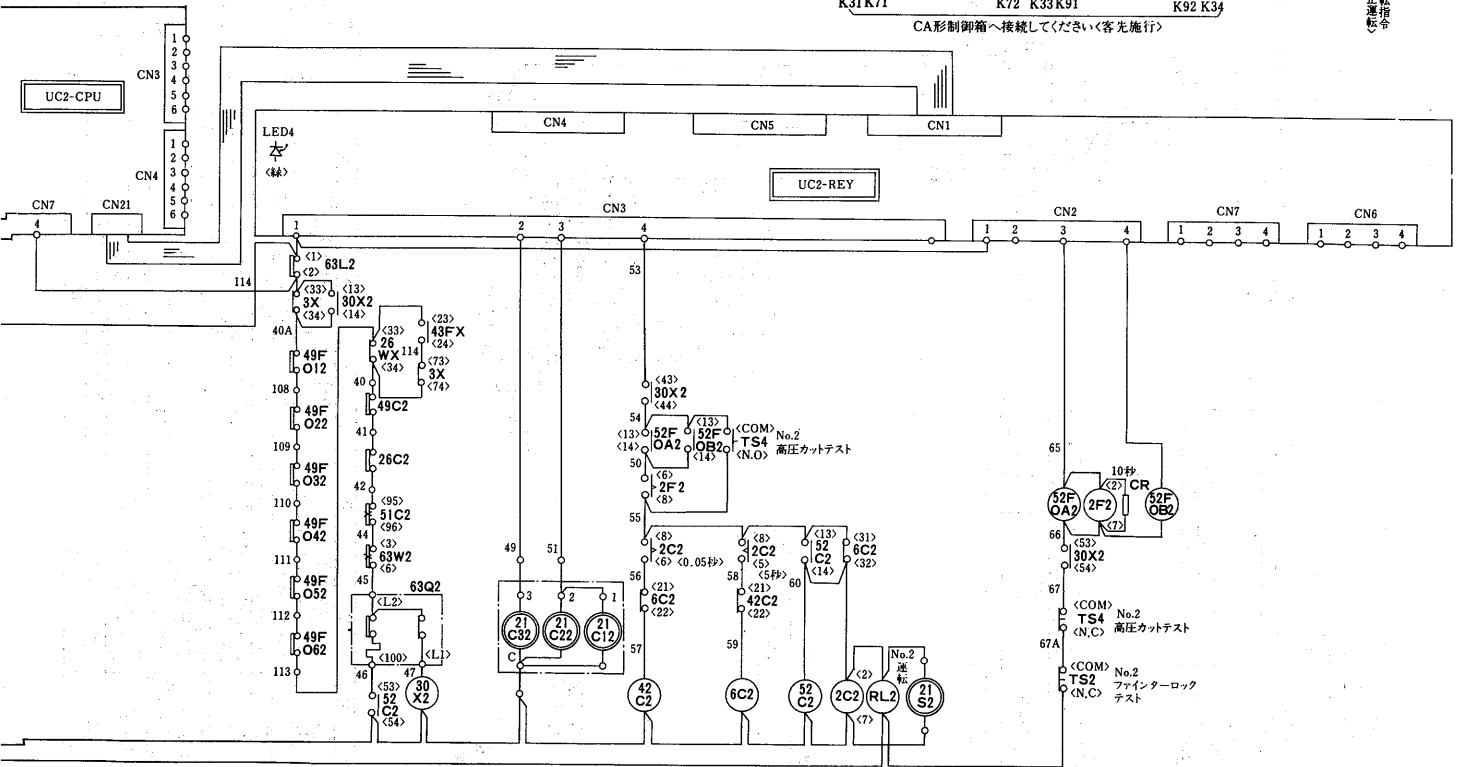 K31 K71
K72 K33 K91
K92 K34
CA形制御箱へ接続してください〈客先施行〉
転指令
正運転〉
UC2-CPU
CN3
1
2
3
4
5
6
CN4
1
2
3
4
5
6
CN7
4
CN21
LED4
〈緑〉
CN4
CN5
CN1
UC2-REY
CN3
1
2
3
4
CN2
1
2
3
4
CN7
1
2
3
4
CN6
1
2
3
4
114
〈1〉
〈2〉
63L2
〈33〉
3X
〈34〉
〈13〉
30X2
〈14〉
40A
49F
O12
108
49F
O22
109
49F
O32
110
49F
O42
111
49F
O52
112
49F
O62
113
〈33〉
26
WX
〈34〉
〈23〉
43FX
〈24〉
114
〈73〉
3X
〈74〉
40
49C2
41
26C2
42
〈95〉
51C2
〈96〉
44
〈3〉
63W2
〈6〉
45
63Q2
〈L2〉
〈100〉
〈L1〉
46
47
〈53〉
52
C2
〈54〉
30
X2
49
51
3
2
1
21
C32
21
C22
21
C12
C
53
〈43〉
30X2
〈44〉
54
〈13〉
52F
OA2
〈14〉
〈13〉
52F
OB2
〈14〉
〈COM〉
TS4
〈N.O〉
No.2
高圧カットテスト
50
〈6〉
2F2
〈8〉
55
〈8〉
2C2
〈6〉
〈0.05秒〉
〈8〉
2C2
〈5〉
〈5秒〉
〈13〉
52
C2
〈14〉
〈31〉
6C2
〈32〉
56
〈21〉
6C2
〈22〉
58
〈21〉
42C2
〈22〉
60
57
59
42
C2
6C2
52
C2
〈2〉
2C2
〈7〉
RL2
No.2
運転
21
S2
65
52F
OA2
10秒
〈2〉
2F2
〈7〉
CR
52F
OB2
66
〈53〉
30X2
〈54〉
67
〈COM〉
TS4
〈N.C〉
No.2
高圧カットテスト
67A
〈COM〉
TS2
〈N.C〉
No.2
ファインターロック
テスト